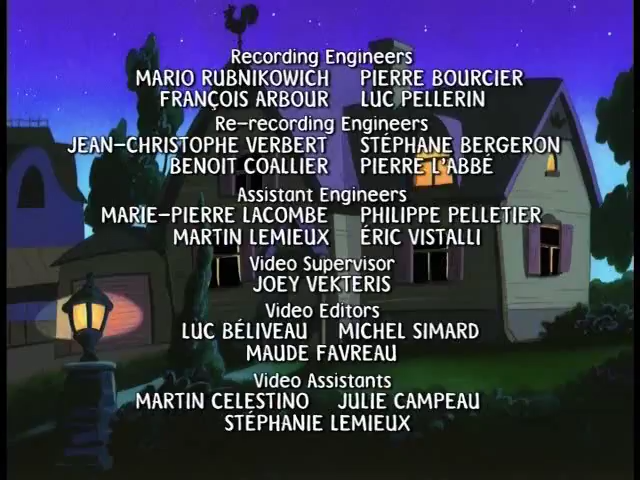 Recording Engineers
MARIO RUBNIKOWICH PIERRE BOURCIER
FRANÇOIS ARBOUR LUC PELLERIN
Re-recording Engineers
JEAN-CHRISTOPHE VERBERT STÉPHANE BERGERON
BENOIT COALLIER PIERRE L'ABBÉ
Assistant Engineers
MARIE-PIERRE LACOMBE PHILIPPE PELLETIER
MARTIN LEMIEUX ÉRIC VISTALLI
Video Supervisor
JOEY VEKTERIS
Video Editors
LUC BÉLIVEAU MICHEL SIMARD
MAUDE FAVREAU
Video Assistants
MARTIN CELESTINO JULIE CAMPEAU
STÉPHANIE LEMIEUX